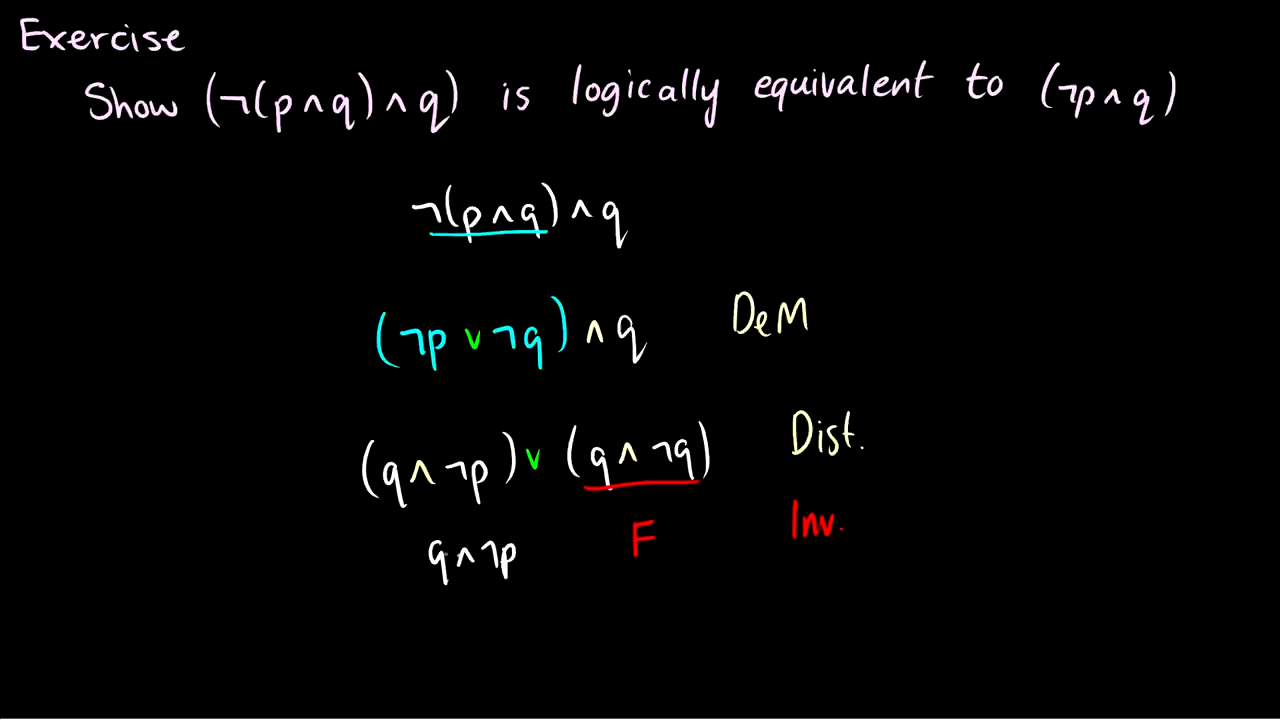 Exercise
Show (¬(p∧q)∧q) is logically equivalent to (¬p∧q)
¬(p∧q)∧q
(¬p∨¬q)∧q DeM
(q∧¬p)∨(q∧¬q) Dist.
q∧¬p F Inv.